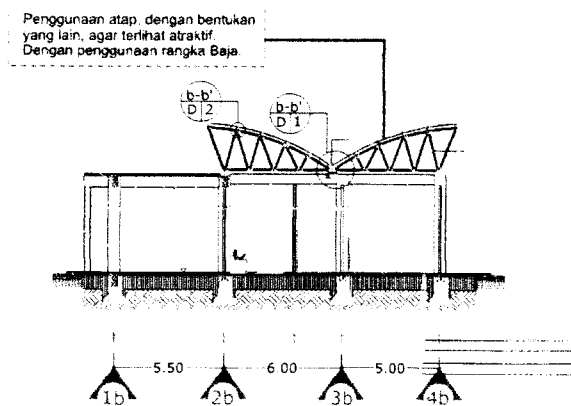 Penggunaan atap, dengan bentukan
yang lain, agar terlihat atraktif.
Dengan penggunaan rangka Baja.
b-b'
D 2
b-b'
D 1
5.50
6.00
5.00
1b
2b
3b
4b